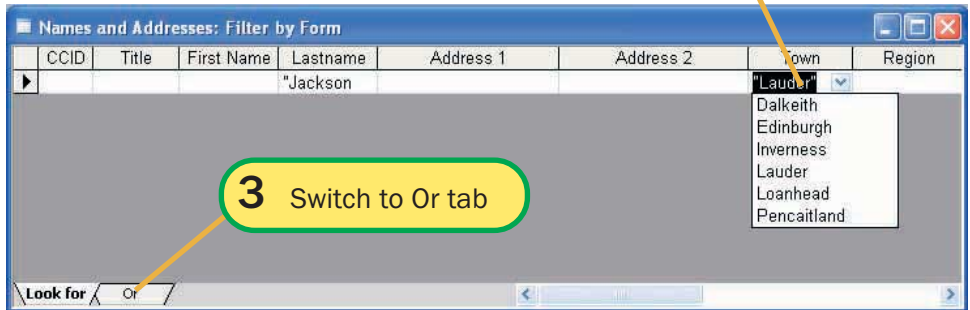 Names and Addresses: Filter by Form
CCID Title First Name Lastname Address 1 Address 2 Town Region
"Jackson "Lauder"
Dalkeith
Edinburgh
Inverness
Lauder
Loanhead
Pencaitland
3 Switch to Or tab
Look for Or